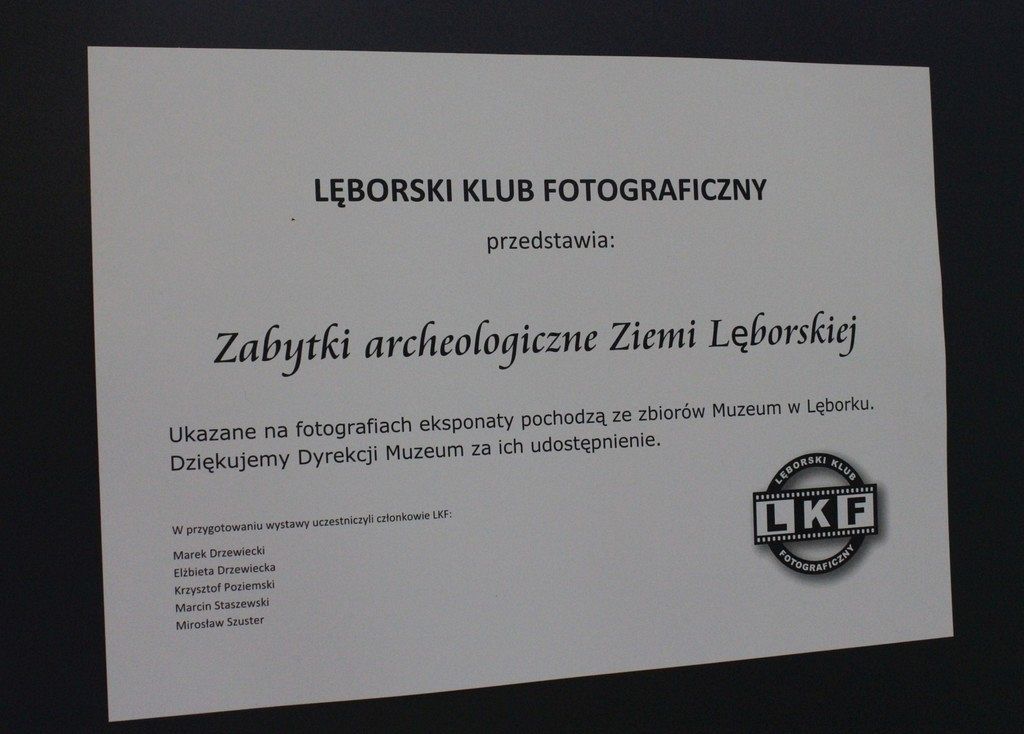 LĘBORSKI KLUB FOTOGRAFICZNY
przedstawia:
Zabytki archeologiczne Ziemi Lęborskiej
Ukazane na fotografiach eksponaty pochodzą ze zbiorów Muzeum w Lęborku.
Dziękujemy Dyrekcji Muzeum za ich udostępnienie.
W przygotowaniu wystawy uczestniczyli członkowie LKF:
Marek Drzewiecki
Elżbieta Drzewiecka
Krzysztof Poziemski
Marcin Staszewski
Mirosław Szuster
LĘBORSKI KLUB
LKF
FOTOGRAFICZNY